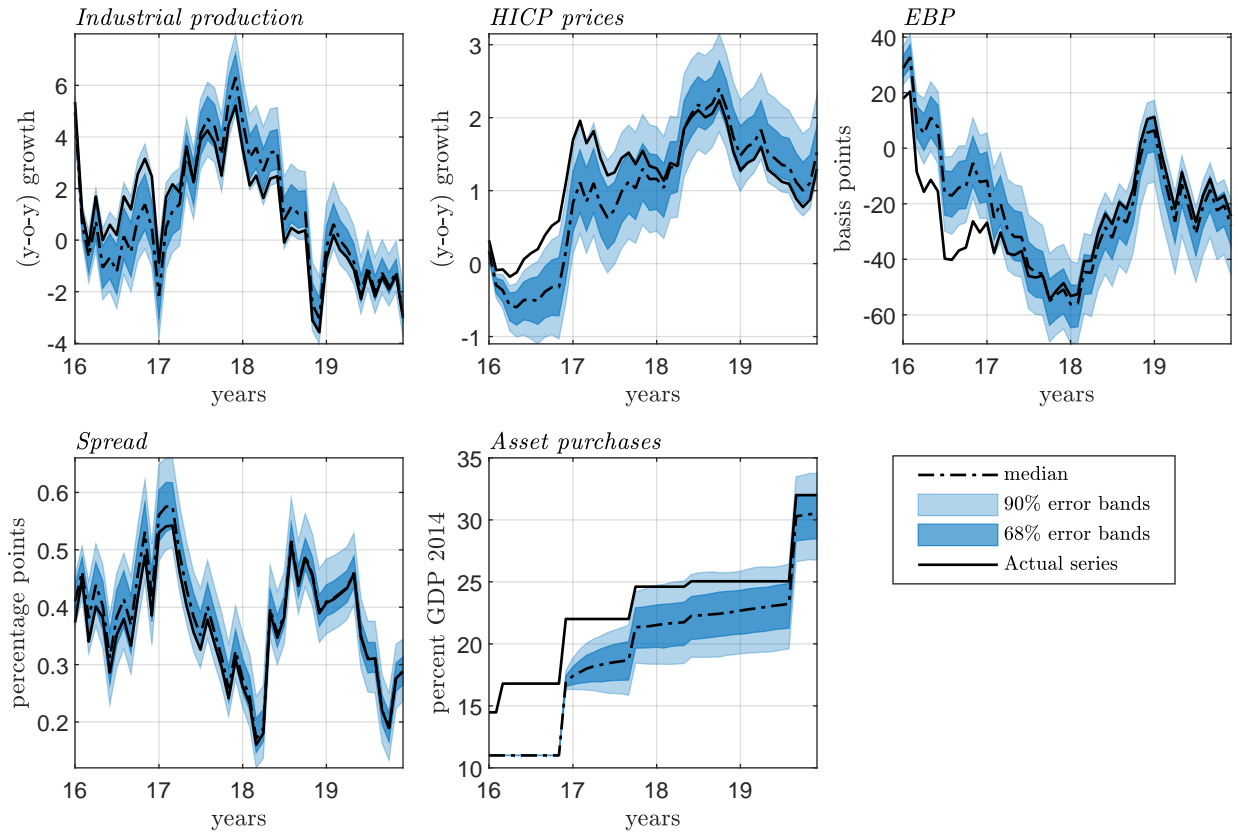 Industrial production
(y-o-y) growth
6
4
2
0
-2
-4
16 17 18 19
years
HICP prices
(y-o-y) growth
3
2
1
0
-1
16 17 18 19
years
EBP
basis points
40
20
0
-20
-40
-60
16 17 18 19
years
Spread
percentage points
0.6
0.5
0.4
0.3
0.2
16 17 18 19
years
Asset purchases
percent GDP 2014
35
30
25
20
15
10
16 17 18 19
years
median
90% error bands
68% error bands
Actual series